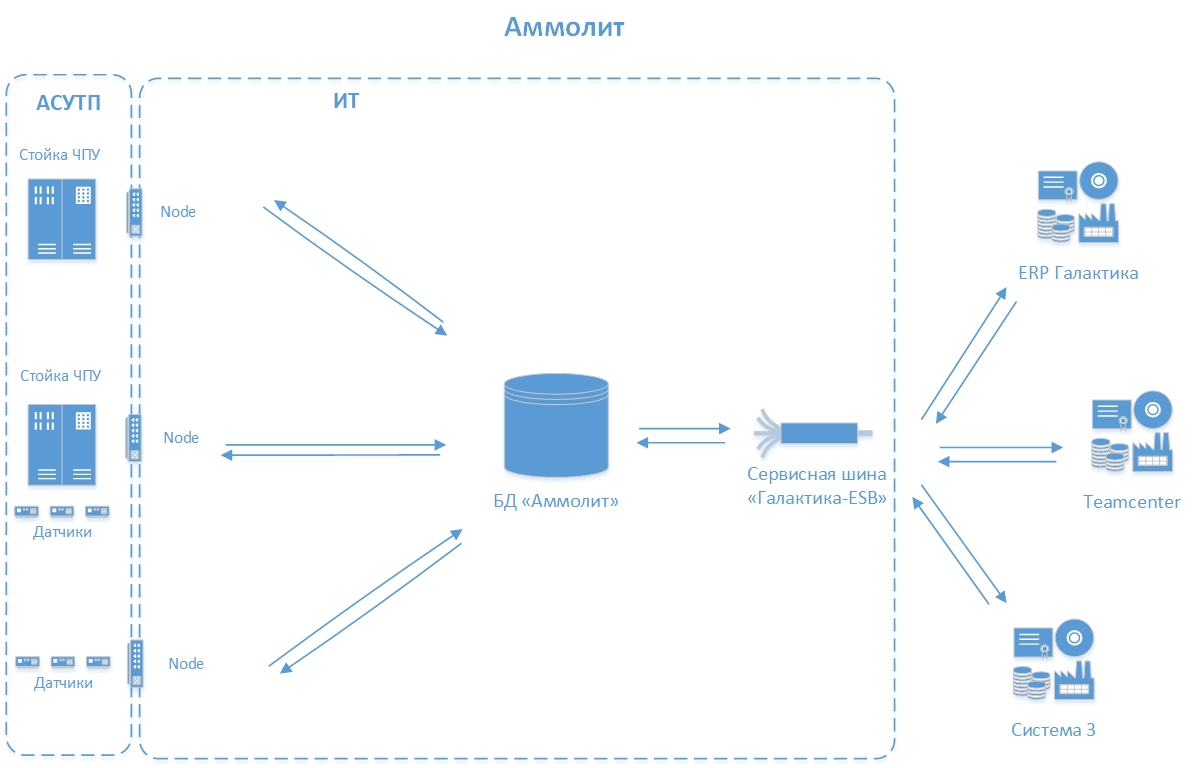 Аммолит
АСУТП
ИТ
Стойка ЧПУ
Node
ERP Галактика
Стойка ЧПУ
Node
Датчики
БД «Аммолит»
Сервисная шина
«Галактика-ESB»
Teamcenter
Node
Датчики
Система 3